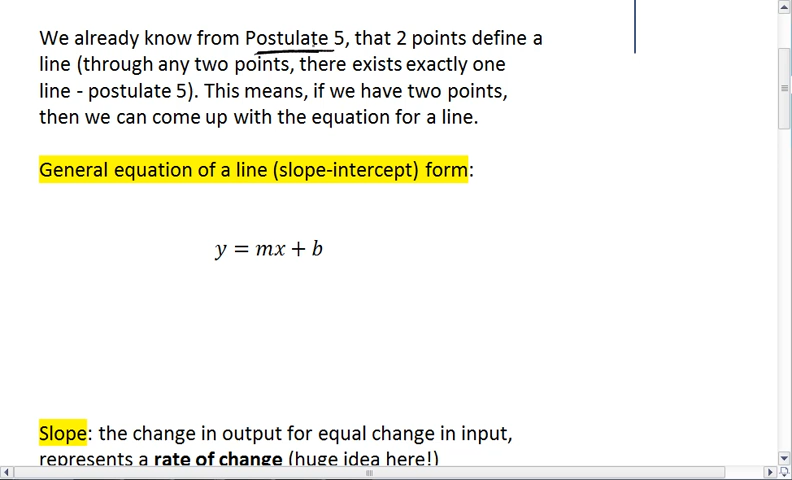 We already know from Postulate 5, that 2 points define a
line (through any two points, there exists exactly one
line - postulate 5). This means, if we have two points,
then we can come up with the equation for a line.
General equation of a line (slope-intercept) form:
y = mx + b
Slope: the change in output for equal change in input,
represents a rate of change (huge idea here!)